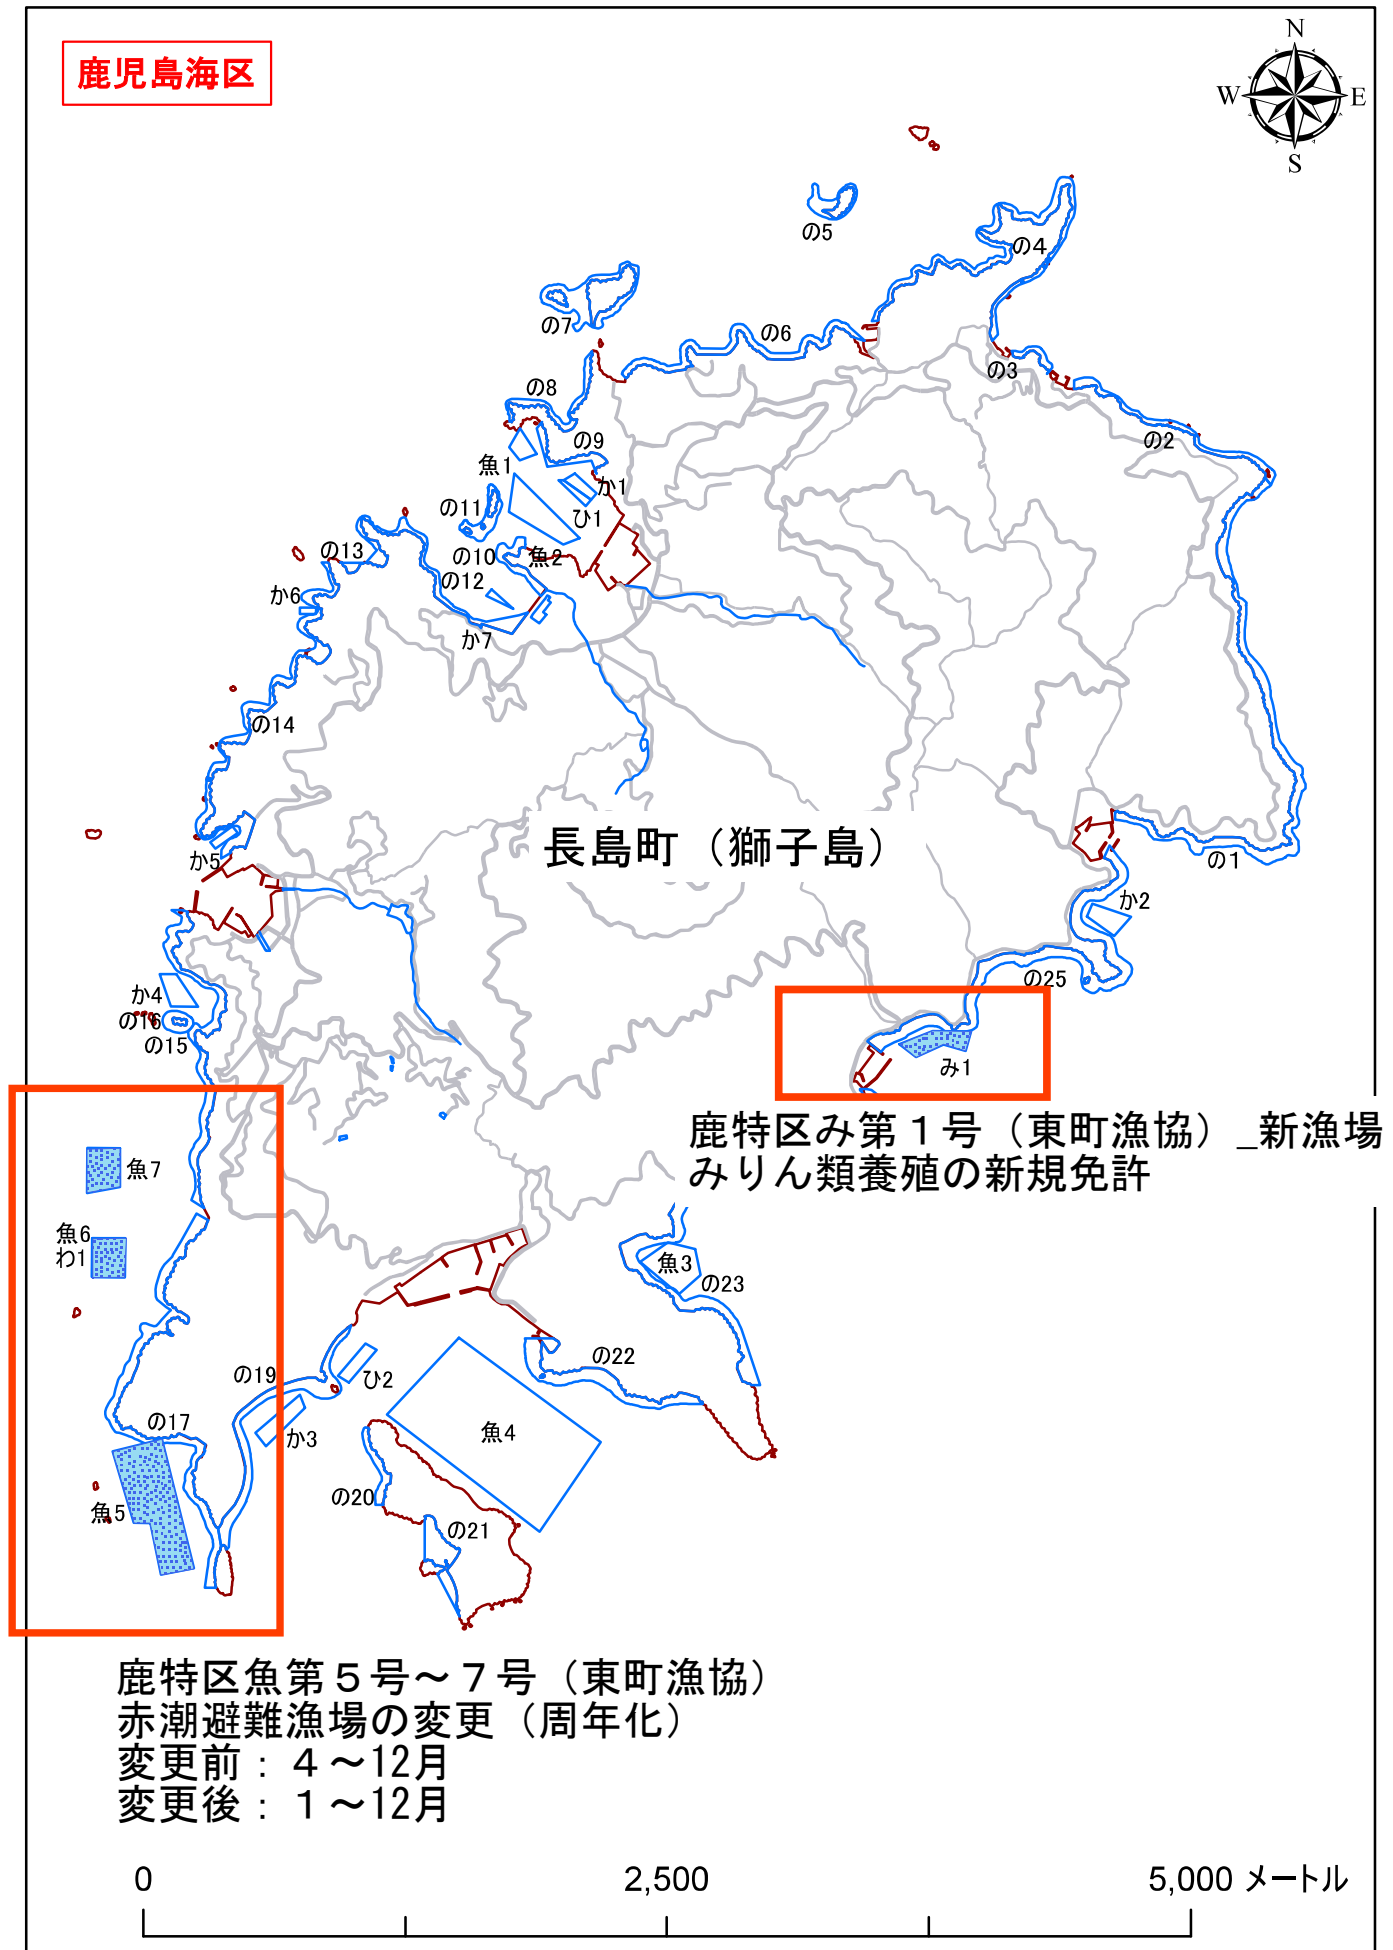 鹿児島海区
N
W
E
S
の5
の4
の7
の6
の3
の8
の2
の9
魚1
か1
の11
ひ1
の10
魚2
の13
の12
か6
か7
の14
長島町（獅子島）
か5
の1
か2
の25
か4
の16
の15
み1
鹿特区み第１号（東町漁協）_新漁場
みりん類養殖の新規免許
魚7
魚6
わ1
魚3
の23
の22
の19
ひ2
の17
か3
魚4
の20
魚5
の21
鹿特区魚第５号～７号（東町漁協）
赤潮避難漁場の変更（周年化）
変更前：４～12月
変更後：１～12月
0
2,500
5,000 メートル